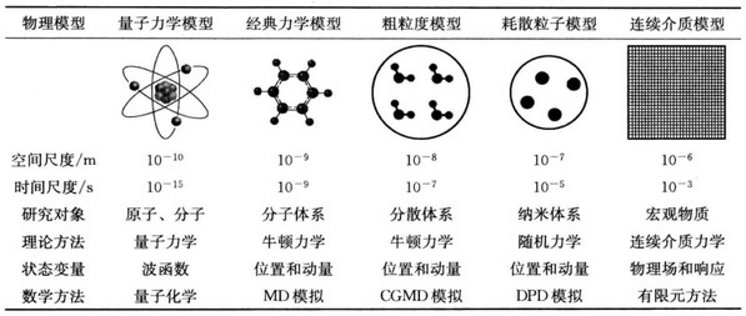 物理模型 量子力学模型 经典力学模型 粗粒度模型 耗散粒子模型 连续介质模型
空间尺度/m 10⁻¹⁰ 10⁻⁹ 10⁻⁸ 10⁻⁷ 10⁻⁶
时间尺度/s 10⁻¹⁵ 10⁻⁹ 10⁻⁷ 10⁻⁵ 10⁻³
研究对象 原子、分子 分子体系 分散体系 纳米体系 宏观物质
理论方法 量子力学 牛顿力学 牛顿力学 随机力学 连续介质力学
状态变量 波函数 位置和动量 位置和动量 位置和动量 物理场和响应
数学方法 量子化学 MD模拟 CGMD模拟 DPD模拟 有限元方法